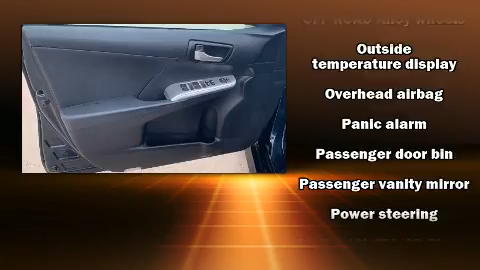 Outside
temperature display
Overhead airbag
Panic alarm
Passenger door bin
Passenger vanity mirror
Power steering